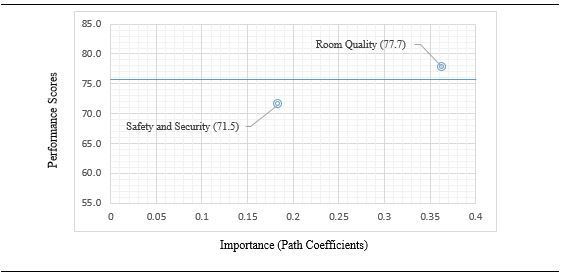 85.0
Room Quality (77.7)
80.0
75.0
70.0
Safety and Security (71.5)
65.0
60.0
55.0
Performance Scores
0 0.05 0.1 0.15 0.2 0.25 0.3 0.35 0.4
Importance (Path Coefficients)